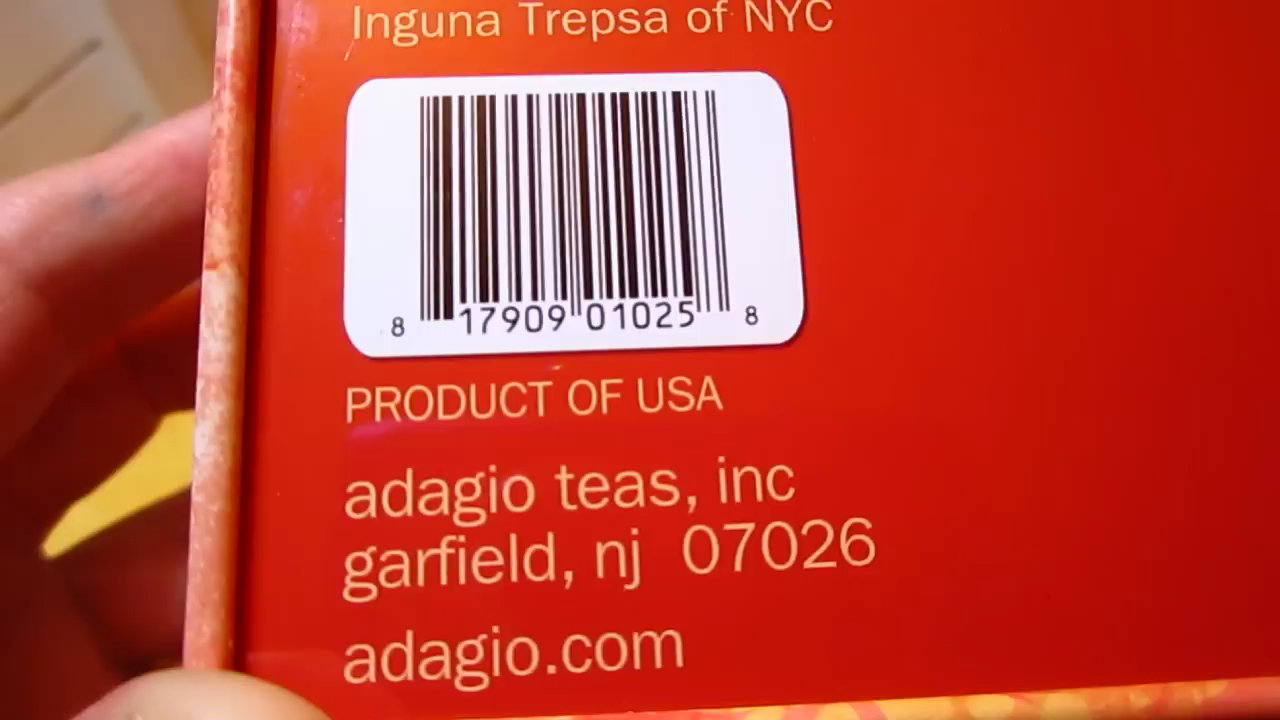 Inguna Trepsa of NYC
8 17909 01025 8
PRODUCT OF USA
adagio teas, inc
garfield, nj 07026
adagio.com